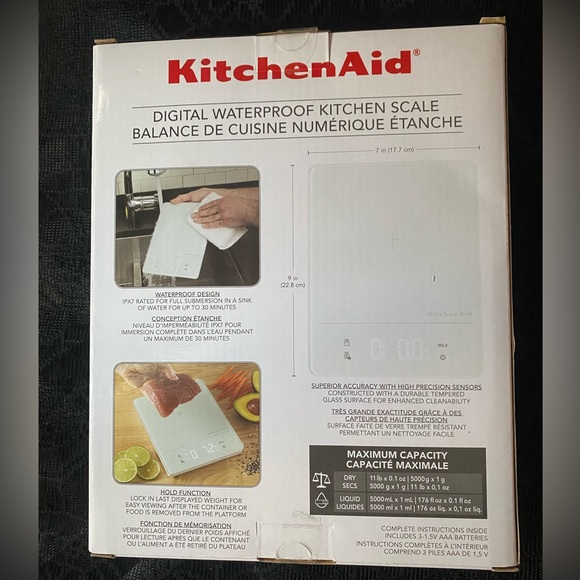 KitchenAid®
DIGITAL WATERPROOF KITCHEN SCALE
BALANCE DE CUISINE NUMÉRIQUE ÉTANCHE
7 in (17.7 cm)
9 in
(22.8 cm)
HOLD
WATERPROOF DESIGN
IPX7 RATED FOR FULL SUBMERSION IN A SINK
OF WATER FOR UP TO 30 MINUTES
CONCEPTION ÉTANCHE
NIVEAU D'IMPERMÉABILITÉ IPX7 POUR
IMMERSION COMPLÈTE DANS L'EAU PENDANT
UN MAXIMUM DE 30 MINUTES
SUPERIOR ACCURACY WITH HIGH PRECISION SENSORS
CONSTRUCTED WITH A DURABLE TEMPERED
GLASS SURFACE FOR ENHANCED CLEANABILITY
TRÈS GRANDE EXACTITUDE GRÂCE À DES
CAPTEURS DE HAUTE PRÉCISION
SURFACE FAITE DE VERRE TREMPÉ RÉSISTANT
PERMETTANT UN NETTOYAGE FACILE
HOLD FUNCTION
LOCK IN LAST DISPLAYED WEIGHT FOR
EASY VIEWING AFTER THE CONTAINER OR
FOOD IS REMOVED FROM THE PLATFORM
FONCTION DE MÉMORISATION
VERROUILLAGE DU DERNIER POIDS AFFICHÉ
POUR LECTURE APRÈS QUE LE CONTENANT
OU L'ALIMENT A ÉTÉ RETIRÉ DU PLATEAU
MAXIMUM CAPACITY
CAPACITÉ MAXIMALE
DRY 11 lb x 0.1 oz | 5000g x 1 g
SECS 5000 g x 1 g | 11 lb x 0,1 oz
LIQUID 5000mL x 1 mL | 176 fl oz x 0.1 fl oz
LIQUIDES 5000 ml x 1 ml | 176 oz liq. x 0,1 oz liq.
COMPLETE INSTRUCTIONS INSIDE
INCLUDES 3-1.5V AAA BATTERIES
INSTRUCTIONS COMPLÈTES À L'INTÉRIEUR
COMPREND 3 PILES AAA DE 1,5 V